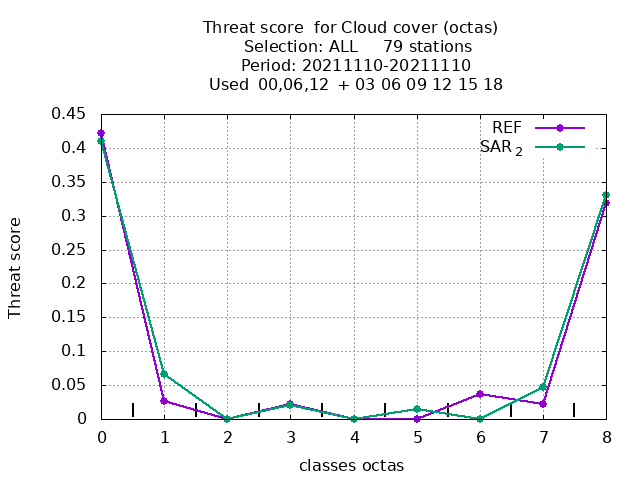 Threat score  for Cloud cover (octas)
Selection: ALL     79 stations
Period: 20211110-20211110
Used  00,06,12  + 03 06 09 12 15 18
REF
SAR 2
0.45
0.4
0.35
0.3
0.25
0.2
0.15
0.1
0.05
0
Threat score
0 1 2 3 4 5 6 7 8
classes octas